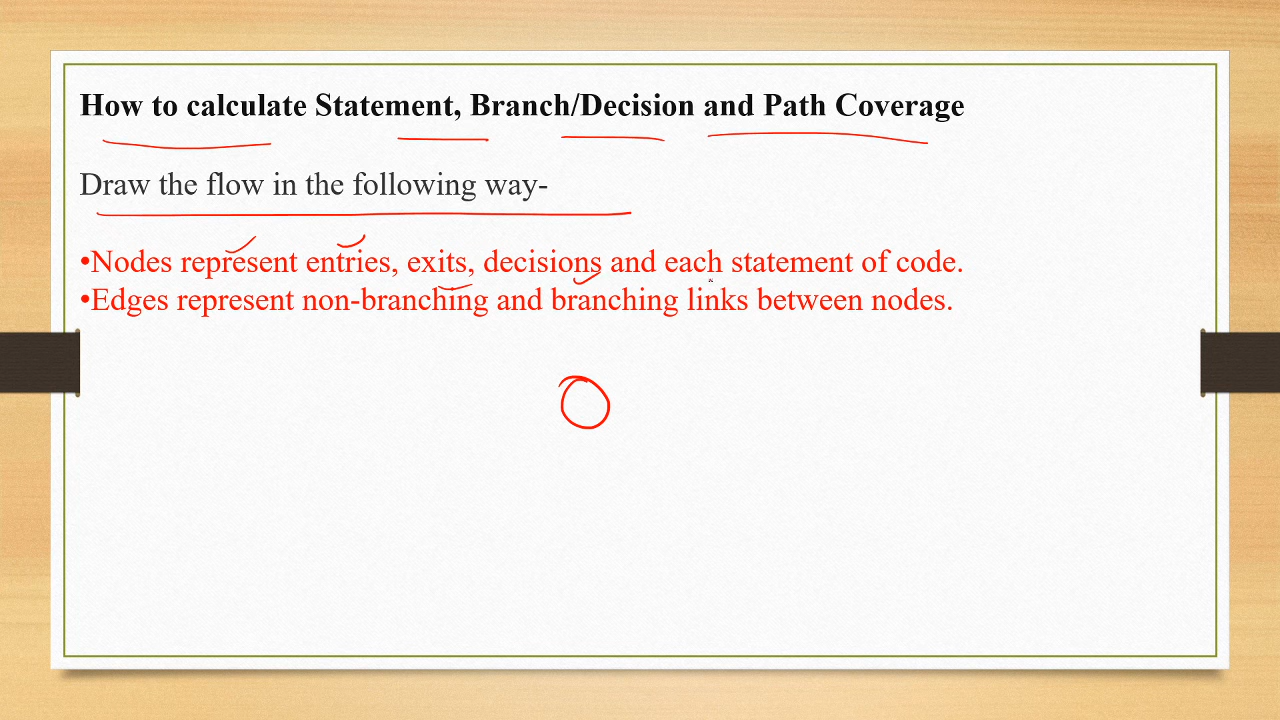 How to calculate Statement, Branch/Decision and Path Coverage
Draw the flow in the following way-
•Nodes represent entries, exits, decisions and each statement of code.
•Edges represent non-branching and branching links between nodes.